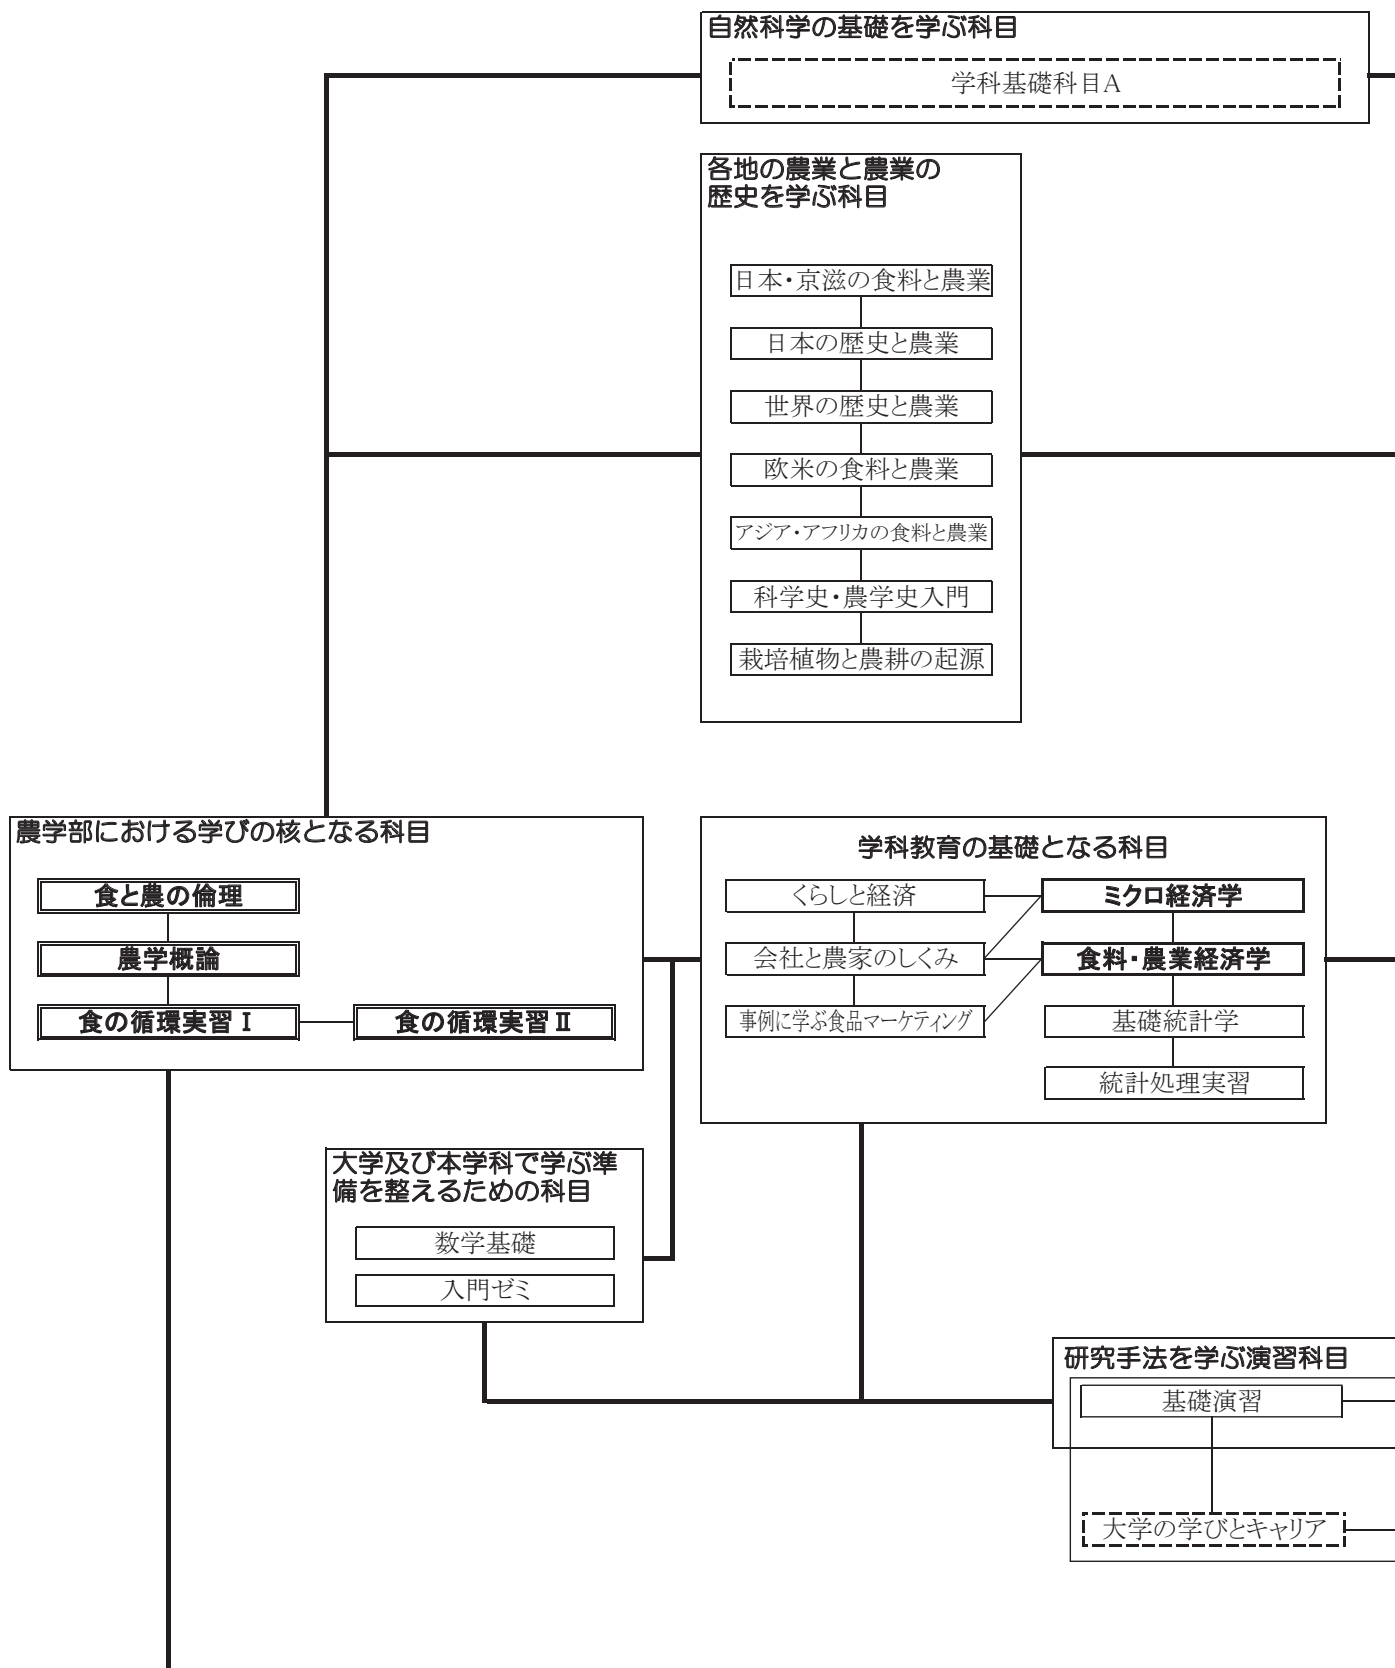 自然科学の基礎を学ぶ科目
学科基礎科目A
各地の農業と農業の
歴史を学ぶ科目
日本・京滋の食料と農業
日本の歴史と農業
世界の歴史と農業
欧米の食料と農業
アジア・アフリカの食料と農業
科学史・農学史入門
栽培植物と農耕の起源
農学部における学びの核となる科目
食と農の倫理
農学概論
食の循環実習Ⅰ
食の循環実習Ⅱ
学科教育の基礎となる科目
くらしと経済
ミクロ経済学
会社と農家のしくみ
食料・農業経済学
事例に学ぶ食品マーケティング
基礎統計学
統計処理実習
大学及び本学科で学ぶ準
備を整えるための科目
数学基礎
入門ゼミ
研究手法を学ぶ演習科目
基礎演習
大学の学びとキャリア